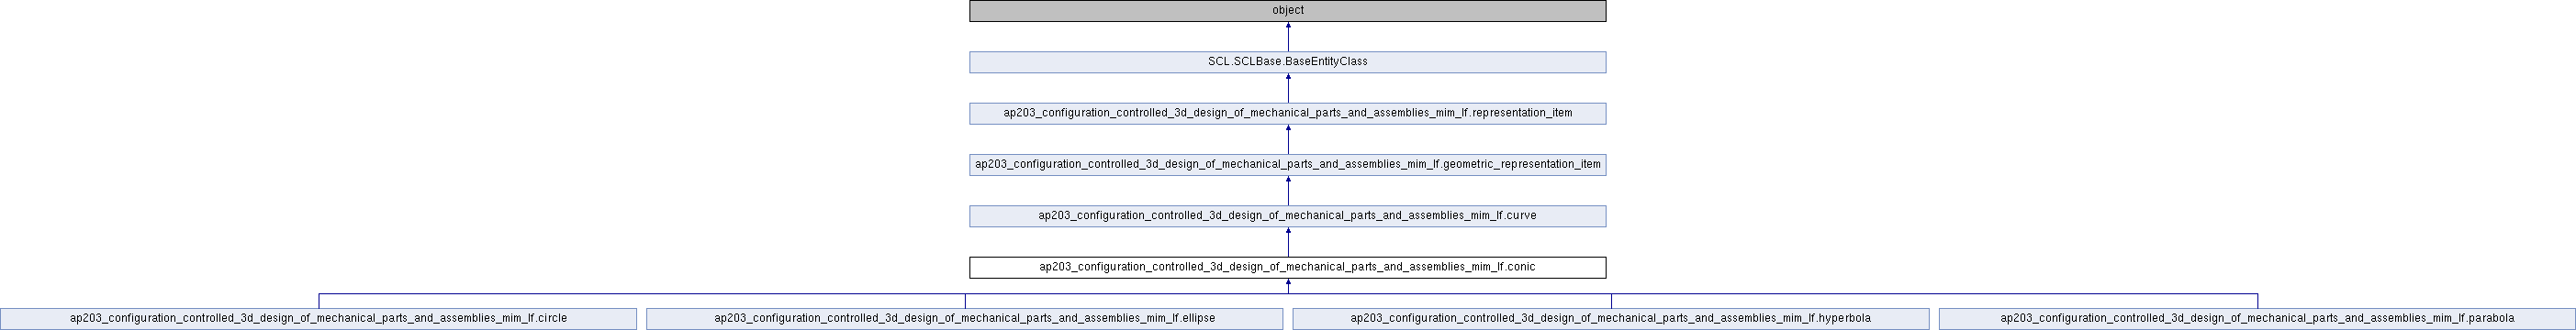 object
SCL.SCLBase.BaseEntityClass
ap203_configuration_controlled_3d_design_of_mechanical_parts_and_assemblies_mim_lf.representation_item
ap203_configuration_controlled_3d_design_of_mechanical_parts_and_assemblies_mim_lf.geometric_representation_item
ap203_configuration_controlled_3d_design_of_mechanical_parts_and_assemblies_mim_lf.curve
ap203_configuration_controlled_3d_design_of_mechanical_parts_and_assemblies_mim_lf.conic
ap203_configuration_controlled_3d_design_of_mechanical_parts_and_assemblies_mim_lf.circle
ap203_configuration_controlled_3d_design_of_mechanical_parts_and_assemblies_mim_lf.ellipse
ap203_configuration_controlled_3d_design_of_mechanical_parts_and_assemblies_mim_lf.hyperbola
ap203_configuration_controlled_3d_design_of_mechanical_parts_and_assemblies_mim_lf.parabola